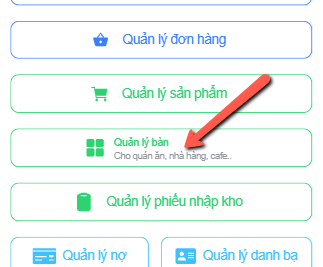 Quản lý đơn hàng
Quản lý sản phẩm
Quản lý bàn
Cho quán ăn, nhà hàng, cafe..
Quản lý phiếu nhập kho
Quản lý nợ
Quản lý danh bạ